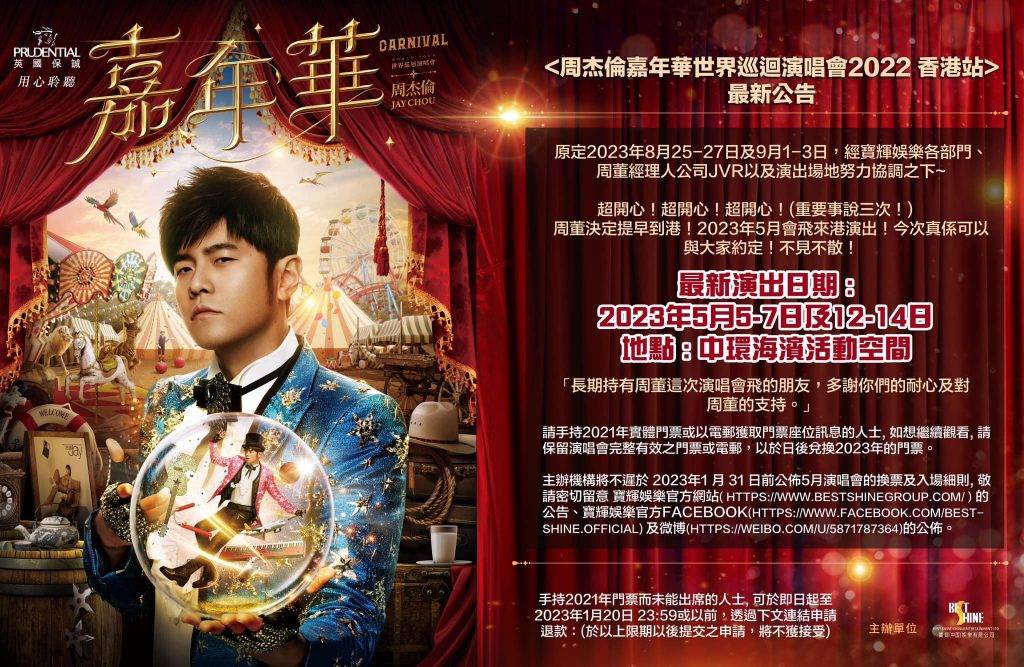 PRUDENTIAL
英國保誠
用心聆聽
嘉年華
CARNIVAL
世界巡迴演唱會
周杰倫
JAY CHOU
WELCOME
Jay
<周杰倫嘉年華世界巡迴演唱會2022 香港站>
最新公告
原定2023年8月25-27日及9月1-3日，經寶輝娛樂各部門、
周董經理人公司JVR以及演出場地努力協調之下~
超開心！超開心！超開心！(重要事說三次！)
周董決定提早到港！2023年5月會飛來港演出！今次真係可以
與大家約定！不見不散！
最新演出日期：
2023年5月5-7日及12-14日
地點：中環海濱活動空間
「長期持有周董這次演唱會飛的朋友，多謝你們的耐心及對
周董的支持。」
請手持2021年實體門票或以電郵獲取門票座位訊息的人士, 如想繼續觀看, 請
保留演唱會完整有效之門票或電郵，以於日後兌換2023年的門票。
主辦機構將不遲於 2023年1 月 31 日前公佈5月演唱會的換票及入場細則, 敬
請密切留意 寶輝娛樂官方網站( HTTPS://WWW.BESTSHINEGROUP.COM/ ) 的
公告、寶輝娛樂官方FACEBOOK(HTTPS://WWW.FACEBOOK.COM/BEST-
SHINE.OFFICIAL) 及微博(HTTPS://WEIBO.COM/U/5871787364)的公佈。
手持2021年門票而未能出席的人士, 可於即日起至
2023年1月20日 23:59或以前，透過下文連結申請
退款：(於以上限期以後提交之申請，將不獲接受)
主辦單位
BEST SHINE